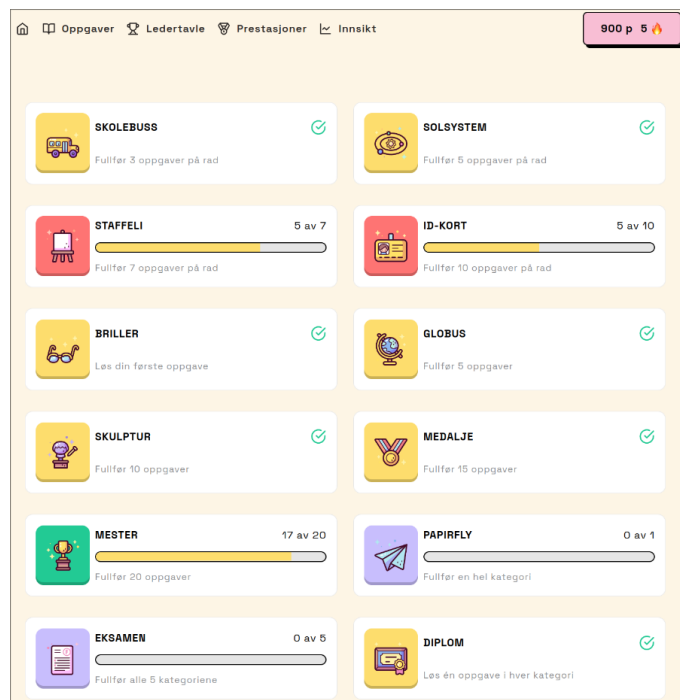 Oppgaver Ledertavle Prestasjoner Innsikt 900 p 5
SKOLEBUSS
Fullfør 3 oppgaver på rad
SOLSYSTEM
Fullfør 5 oppgaver på rad
STAFFELI 5 av 7
Fullfør 7 oppgaver på rad
ID-KORT 5 av 10
Fullfør 10 oppgaver på rad
BRILLER
Løs din første oppgave
GLOBUS
Fullfør 5 oppgaver
SKULPTUR
Fullfør 10 oppgaver
MEDALJE
Fullfør 15 oppgaver
MESTER 17 av 20
Fullfør 20 oppgaver
PAPIRFLY 0 av 1
Fullfør en hel kategori
EKSAMEN 0 av 5
Fullfør alle 5 kategoriene
DIPLOM
Løs én oppgave i hver kategori